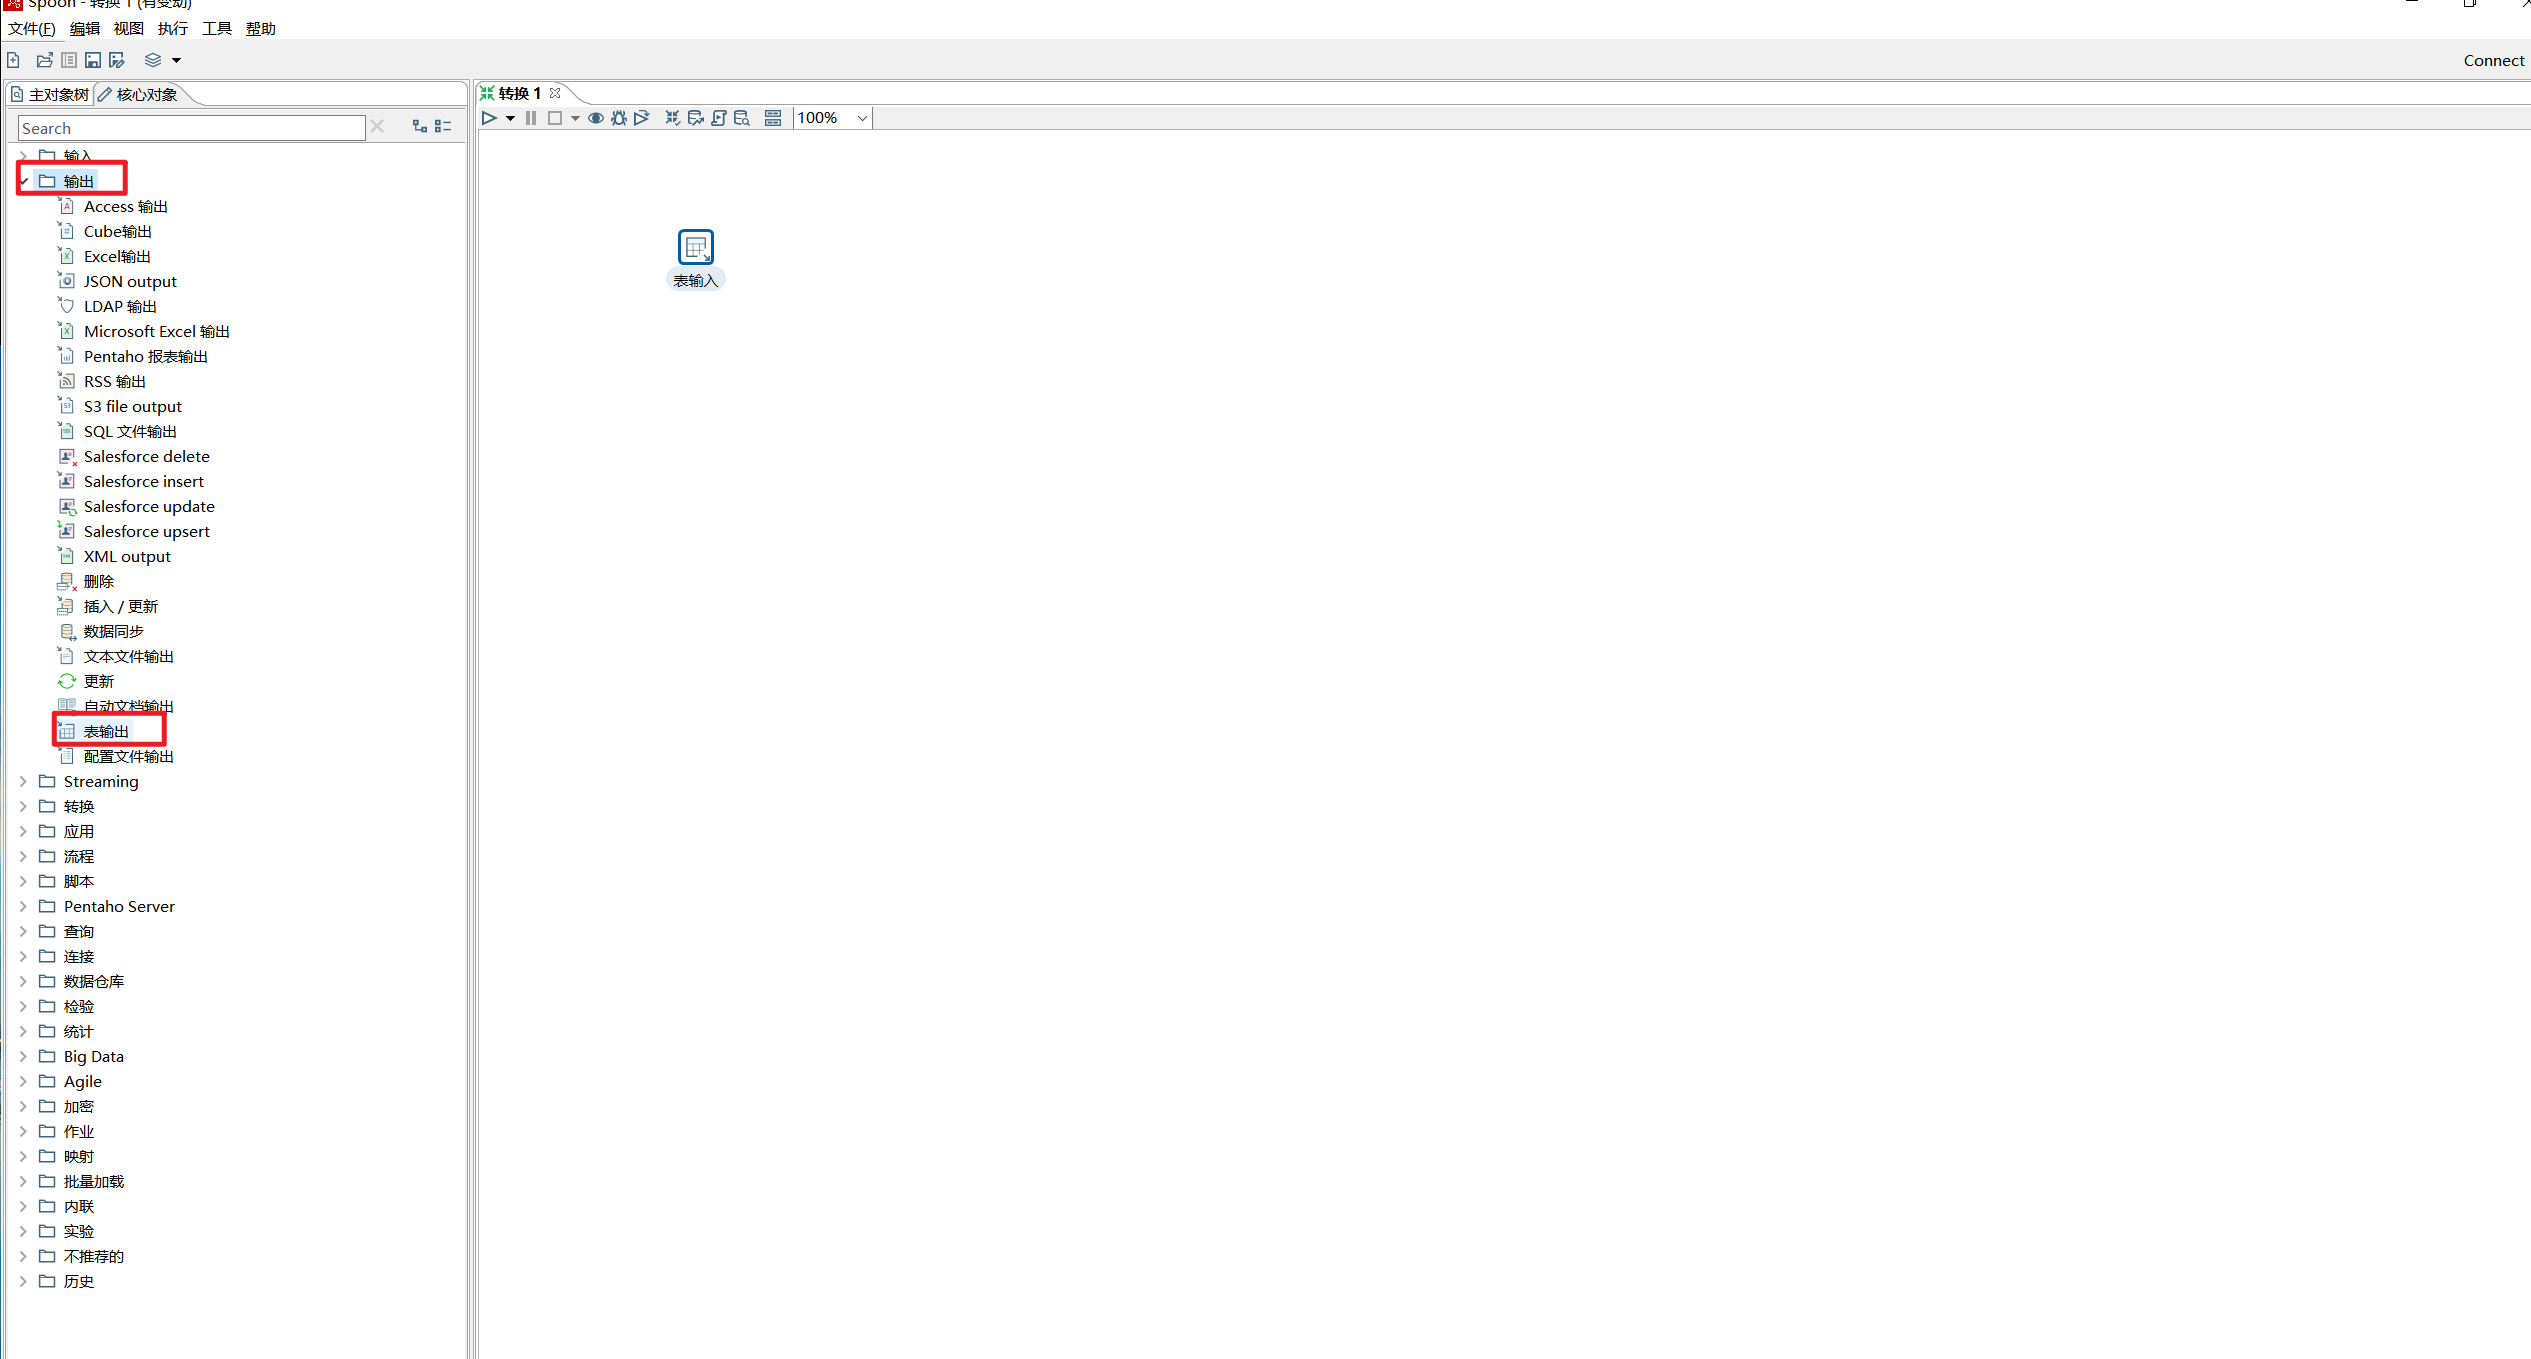 Spoon - 转换 1 (有变动)
文件(F) 编辑 视图 执行 工具 帮助
Connect
主对象树 核心对象
转换 1
Search
100%
输入
输出
Access 输出
Cube输出
Excel输出
JSON output
LDAP 输出
Microsoft Excel 输出
Pentaho 报表输出
RSS 输出
S3 file output
SQL 文件输出
Salesforce delete
Salesforce insert
Salesforce update
Salesforce upsert
XML output
删除
插入 / 更新
数据同步
文本文件输出
更新
自动文档输出
表输出
配置文件输出
Streaming
转换
应用
流程
脚本
Pentaho Server
查询
连接
数据仓库
检验
统计
Big Data
Agile
加密
作业
映射
批量加载
内联
实验
不推荐的
历史
表输入